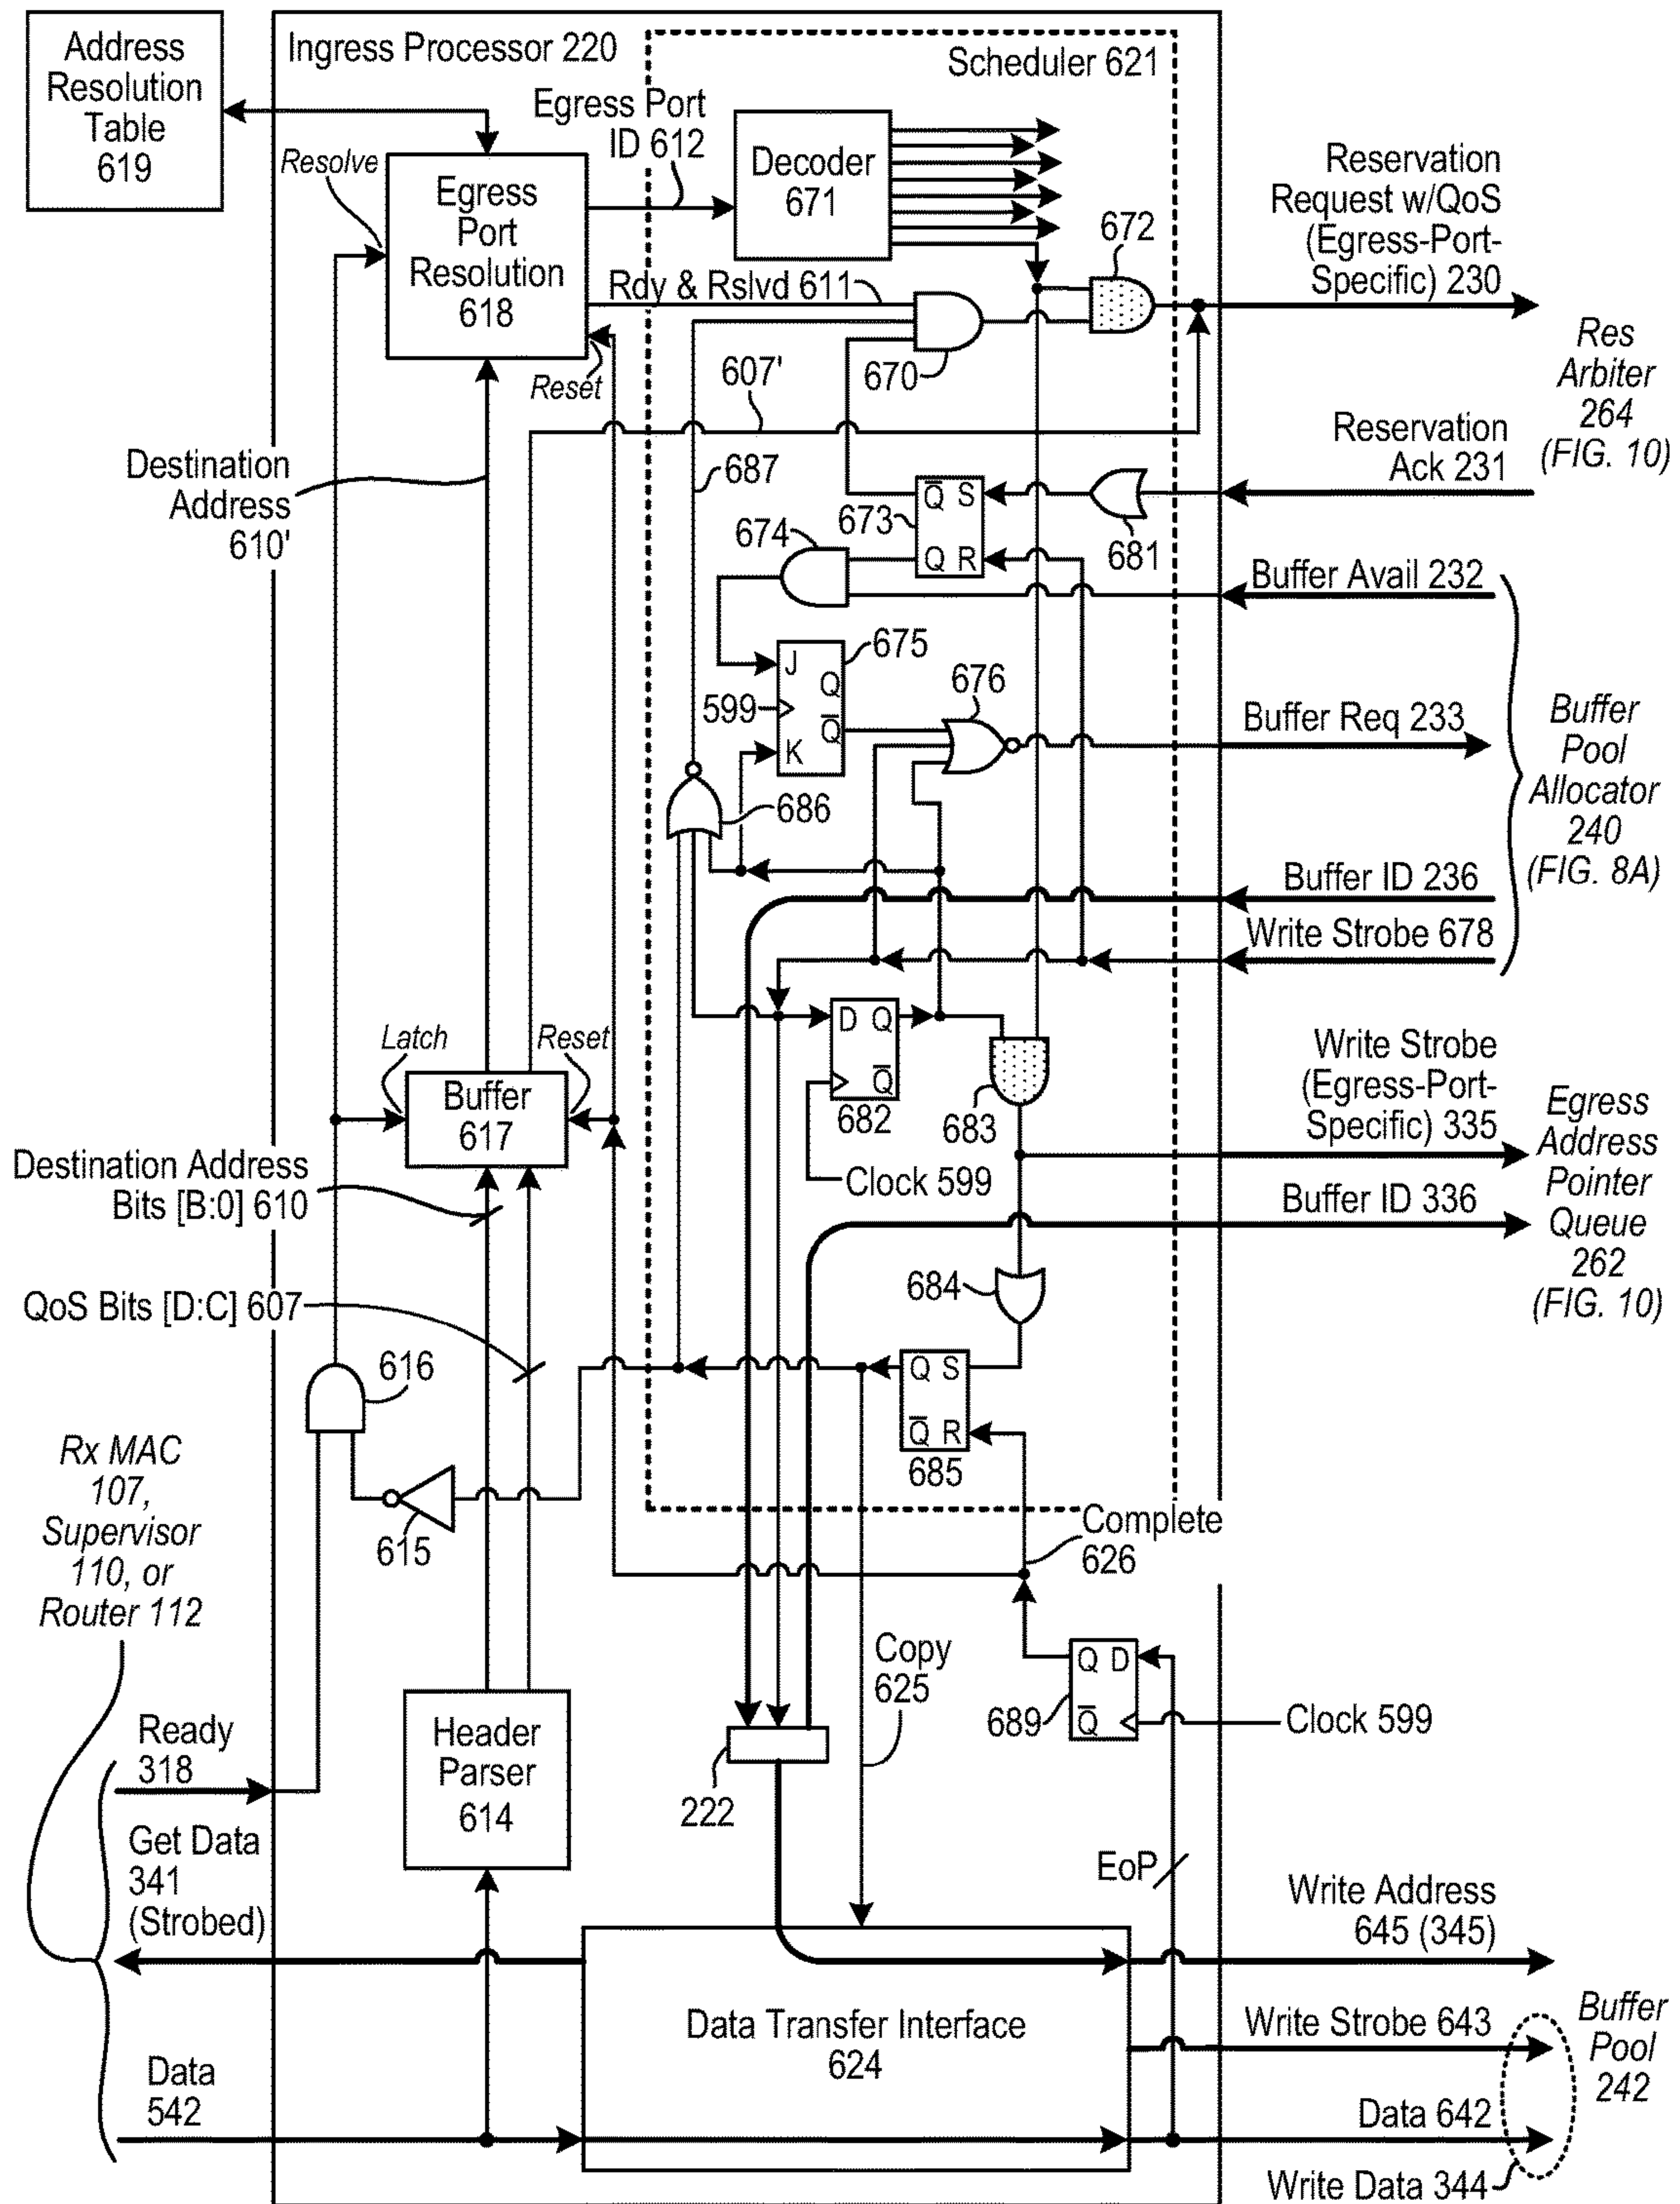 Address
Resolution
Table
619
Ingress Processor 220
Scheduler 621
Egress Port
ID 612
Resolve
Egress
Port
Resolution
618
Decoder
671
672
Reservation
Request w/QoS
(Egress-Port-
Specific) 230
Rdy & Rslvd 611
Reset
607'
670
Res
Arbiter
264
(FIG. 10)
Destination
Address
610'
687
Reservation
Ack 231
Q S
673
Q R
674
681
Buffer Avail 232
675
J
Q
599
Q
K
676
Buffer Req 233
Buffer
Pool
Allocator
240
(FIG. 8A)
686
Buffer ID 236
Write Strobe 678
Latch
Reset
Buffer
617
D Q
Q
682
683
Clock 599
Write Strobe
(Egress-Port-
Specific) 335
Buffer ID 336
Egress
Address
Pointer
Queue
262
(FIG. 10)
Destination Address
Bits [B:0] 610
684
QoS Bits [D:C] 607
616
Q S
Q R
685
Rx MAC
107,
Supervisor
110, or
Router 112
615
Complete
626
Copy
625
Q D
689
Q
Clock 599
Ready
318
Header
Parser
614
222
Get Data
341
(Strobed)
EoP
Write Address
645 (345)
Data Transfer Interface
624
Write Strobe 643
Buffer
Pool
242
Data
542
Data 642
Write Data 344